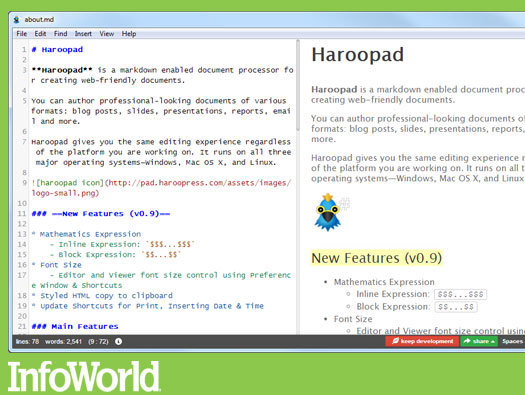 about.md
File Edit Find Insert View Help
1 # Haroopad
2
3 **Haroopad** is a markdown enabled document processor fo
r creating web-friendly documents.
4
5 You can author professional-looking documents of various
formats: blog posts, slides, presentations, reports, emai
l and more.
6
7 Haroopad gives you the same editing experience regardless
of the platform you are working on. It runs on all three
major operating systems—Windows, Mac OS X, and Linux.
8
9 ![haroopad icon](http://pad.haroopress.com/assets/images/
logo-small.png)
10
11 ### ==New Features (v0.9)==
12
13 * Mathematics Expression
14 - Inline Expression: `$$$...$$$`
15 - Block Expression: `$$...$$`
16 * Font Size
17 - Editor and Viewer font size control using Preferenc
e Window & Shortcuts
18 * Styled HTML copy to clipboard
19 * Update Shortcuts for Print, Inserting Date & Time
20
21 ### Main Features
Haroopad
Haroopad is a markdown enabled document proc
creating web-friendly documents.
You can author professional-looking documents o
formats: blog posts, slides, presentations, reports,
more.
Haroopad gives you the same editing experience r
of the platform you are working on. It runs on all t
operating systems—Windows, Mac OS X, and Linux
New Features (v0.9)
• Mathematics Expression
◦ Inline Expression: $$$...$$$
◦ Block Expression: $$...$$
• Font Size
◦ Editor and Viewer font size control using
lines: 78 words: 2,541 (9 : 72)
keep development
share
Spaces
InfoWorld